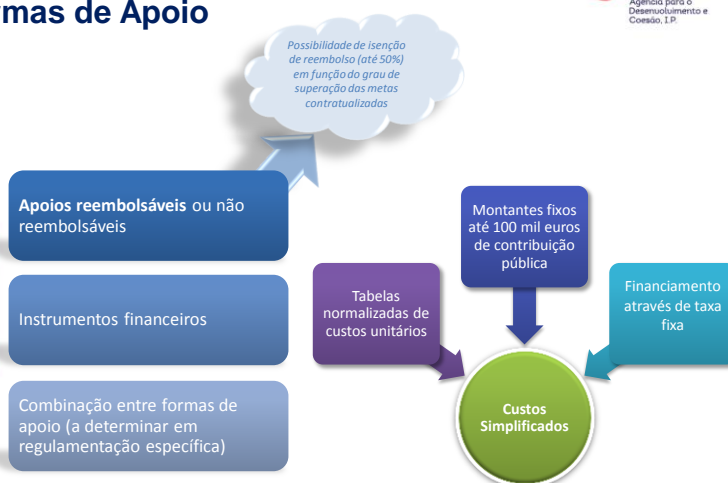 rmas de Apoio
Agência para o
Desenvolvimento e
Coesão, I.P.
Possibilidade de isenção
de reembolso (até 50%)
em função do grau de
superação das metas
contratualizadas
Apoios reembolsáveis ou não
reembolsáveis
Instrumentos financeiros
Combinação entre formas de
apoio (a determinar em
regulamentação específica)
Montantes fixos
até 100 mil euros
de contribuição
pública
Tabelas
normalizadas de
custos unitários
Financiamento
através de taxa
fixa
Custos
Simplificados